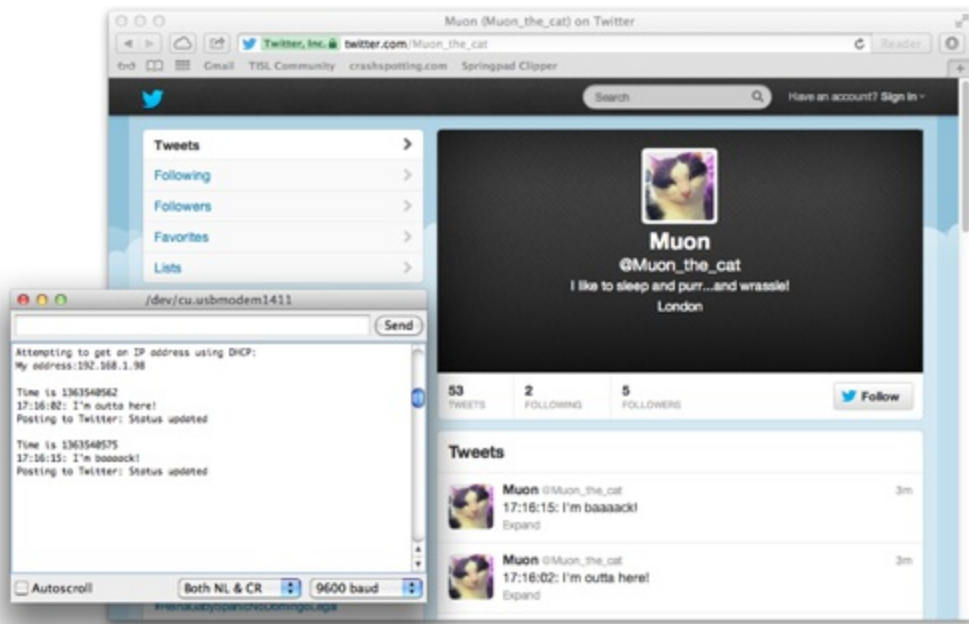 Muon (Muon_the_cat) on Twitter
Twitter, Inc. twitter.com/Muon_the_cat
Reader
Gmail TISL Community crashspotting.com Springpad Clipper
Search
Have an account? Sign in
Tweets
Following
Followers
Favorites
Lists
Muon
@Muon_the_cat
I like to sleep and purr...and wrassle!
London
53 TWEETS
2 FOLLOWING
5 FOLLOWERS
Follow
Tweets
Muon @Muon_the_cat 3m
17:16:15: I'm baaaack!
Expand
Muon @Muon_the_cat 3m
17:16:02: I'm outta here!
Expand
/dev/cu.usbmodem1411
Send
Attempting to get an IP address using DHCP:
My address:192.168.1.98
Time is 1363540562
17:16:02: I'm outta here!
Posting to Twitter: Status updated
Time is 1363540575
17:16:15: I'm baaaack!
Posting to Twitter: Status updated
Autoscroll
Both NL & CR
9600 baud